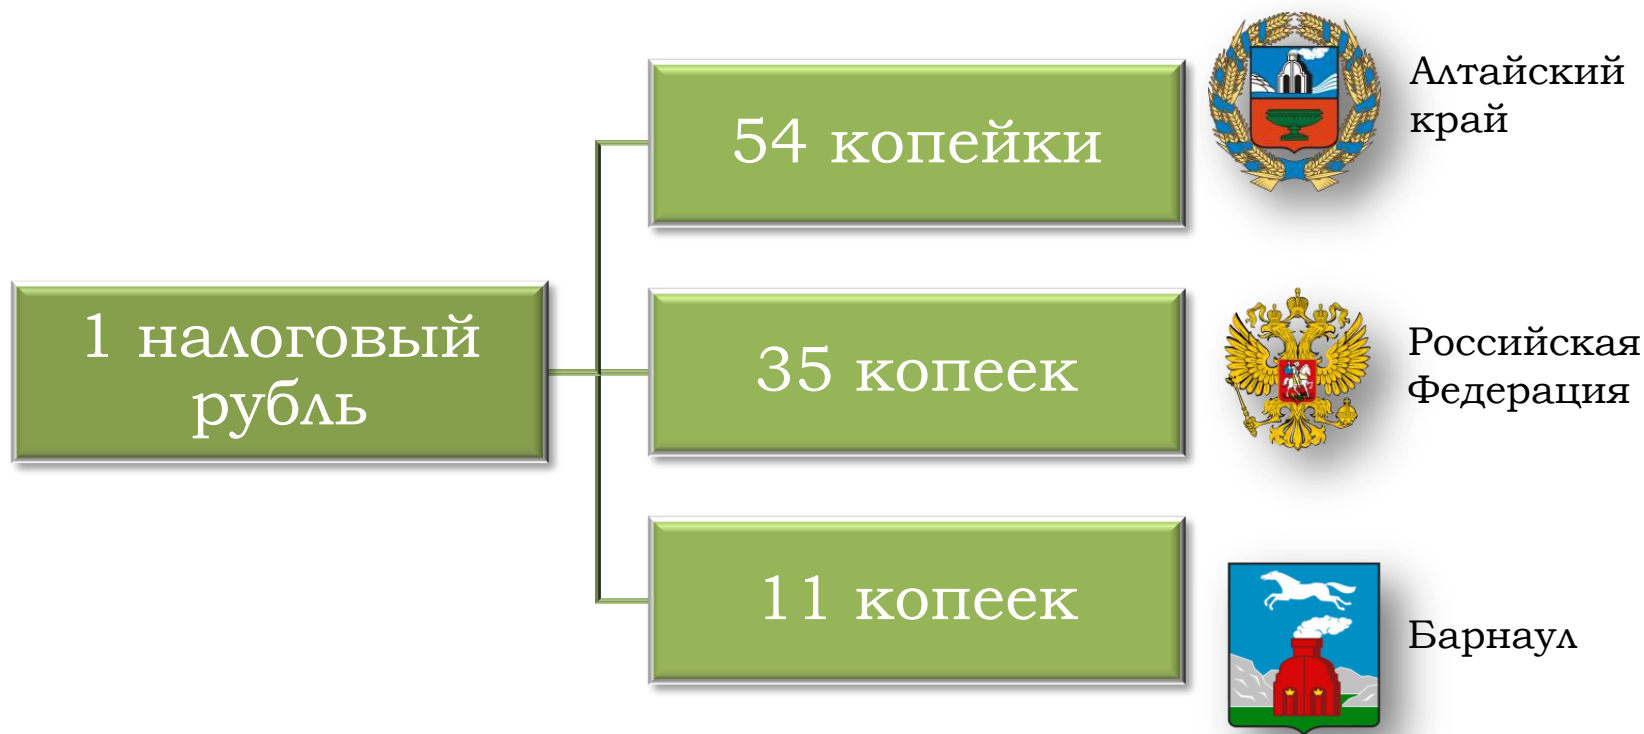 1 налоговый
рубль
54 копейки
Алтайский
край
35 копеек
Российская
Федерация
11 копеек
Барнаул